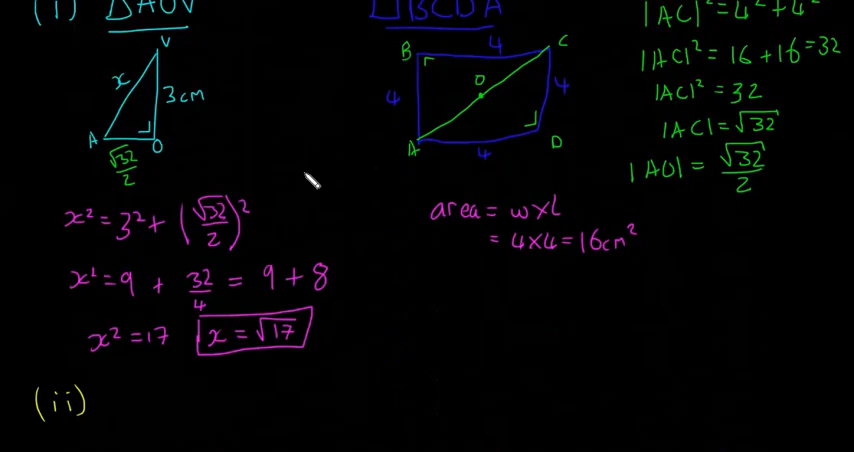 (i) ΔAOV
V
x
3cm
A
O
√32/2
x² = 3² + (√32/2)²
x² = 9 + 32/4 = 9 + 8
x² = 17 x = √17
(ii)
□BCDA
B
4
C
O
4
4
A
4
D
area = w×L
= 4×4 = 16cm²
|AC|² = 4² + 4²
|AC|² = 16 + 16 = 32
|AC|² = 32
|AC| = √32
|AO| = √32/2